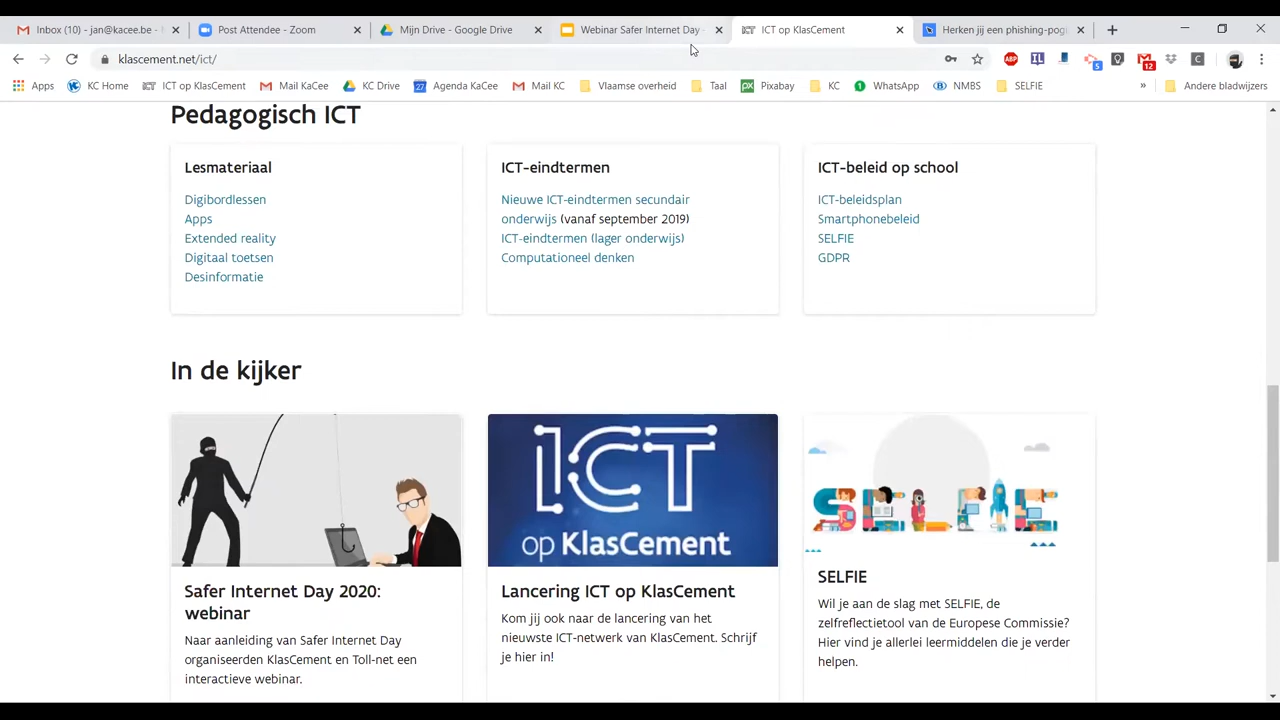 Inbox (10) - jan@kacee.be -
Post Attendee - Zoom
Mijn Drive - Google Drive
Webinar Safer Internet Day -
ICT op KlasCement
Herken jij een phishing-pog
klascement.net/ict/
ABP
5
12
C
Apps
KC Home
ICT op KlasCement
Mail KaCee
KC Drive
27
Agenda KaCee
Mail KC
Vlaamse overheid
Taal
px
Pixabay
KC
WhatsApp
B
NMBS
SELFIE
»
Andere bladwijzers
Pedagogisch ICT
Lesmateriaal
Digibordlessen
Apps
Extended reality
Digitaal toetsen
Desinformatie
ICT-eindtermen
Nieuwe ICT-eindtermen secundair
onderwijs (vanaf september 2019)
ICT-eindtermen (lager onderwijs)
Computationeel denken
ICT-beleid op school
ICT-beleidsplan
Smartphonebeleid
SELFIE
GDPR
In de kijker
Safer Internet Day 2020:
webinar
Naar aanleiding van Safer Internet Day
organiseerden KlasCement en Toll-net een
interactieve webinar.
ICT
op KlasCement
Lancering ICT op KlasCement
Kom jij ook naar de lancering van het
nieuwste ICT-netwerk van KlasCement. Schrijf
je hier in!
SELFIE
SELFIE
Wil je aan de slag met SELFIE, de
zelfreflectietool van de Europese Commissie?
Hier vind je allerlei leermiddelen die je verder
helpen.